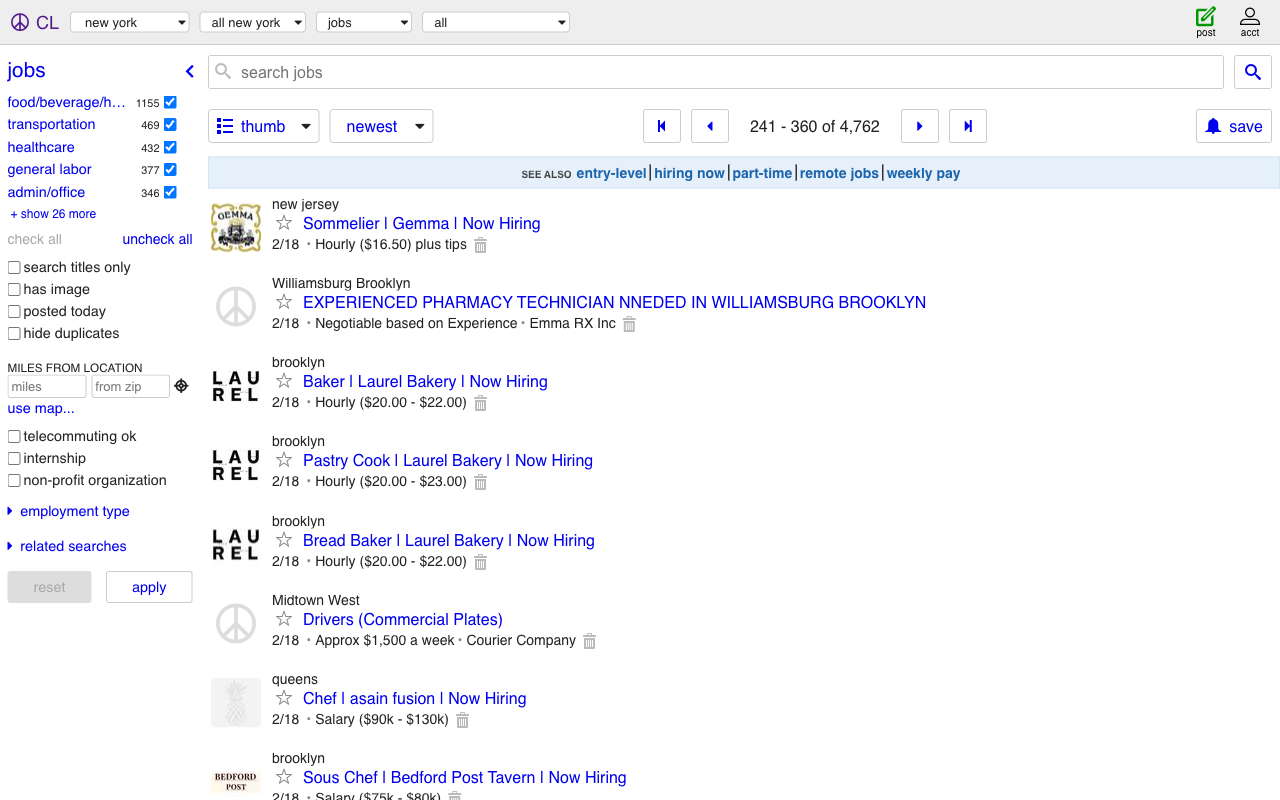 CL
new york
all new york
jobs
all
post
acct
jobs
search jobs
food/beverage/h... 1155
transportation 469
healthcare 432
general labor 377
admin/office 346
+ show 26 more
check all
uncheck all
search titles only
has image
posted today
hide duplicates
MILES FROM LOCATION
miles
from zip
use map...
telecommuting ok
internship
non-profit organization
employment type
related searches
reset
apply
thumb
newest
241 - 360 of 4,762
save
SEE ALSO entry-level | hiring now | part-time | remote jobs | weekly pay
GEMMA
new jersey
Sommelier | Gemma | Now Hiring
2/18 • Hourly ($16.50) plus tips
Williamsburg Brooklyn
EXPERIENCED PHARMACY TECHNICIAN NNEDED IN WILLIAMSBURG BROOKLYN
2/18 • Negotiable based on Experience • Emma RX Inc
LAU
REL
brooklyn
Baker | Laurel Bakery | Now Hiring
2/18 • Hourly ($20.00 - $22.00)
LAU
REL
brooklyn
Pastry Cook | Laurel Bakery | Now Hiring
2/18 • Hourly ($20.00 - $23.00)
LAU
REL
brooklyn
Bread Baker | Laurel Bakery | Now Hiring
2/18 • Hourly ($20.00 - $22.00)
Midtown West
Drivers (Commercial Plates)
2/18 • Approx $1,500 a week • Courier Company
queens
Chef | asain fusion | Now Hiring
2/18 • Salary ($90k - $130k)
BEDFORD
POST
brooklyn
Sous Chef | Bedford Post Tavern | Now Hiring
2/18 • Salary ($75k - $80k)